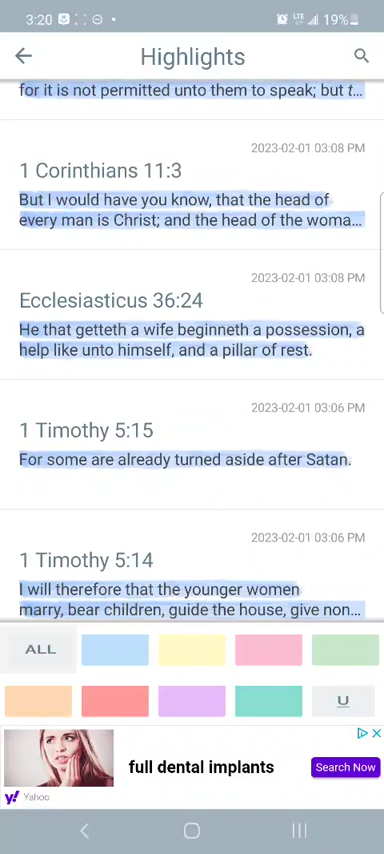 3:20
LTE
19%
Highlights
for it is not permitted unto them to speak; but t...
2023-02-01 03:08 PM
1 Corinthians 11:3
But I would have you know, that the head of
every man is Christ; and the head of the woma...
2023-02-01 03:08 PM
Ecclesiasticus 36:24
He that getteth a wife beginneth a possession, a
help like unto himself, and a pillar of rest.
2023-02-01 03:06 PM
1 Timothy 5:15
For some are already turned aside after Satan.
2023-02-01 03:06 PM
1 Timothy 5:14
I will therefore that the younger women
marry, bear children, guide the house, give non...
ALL
U
full dental implants
Search Now
y! Yahoo